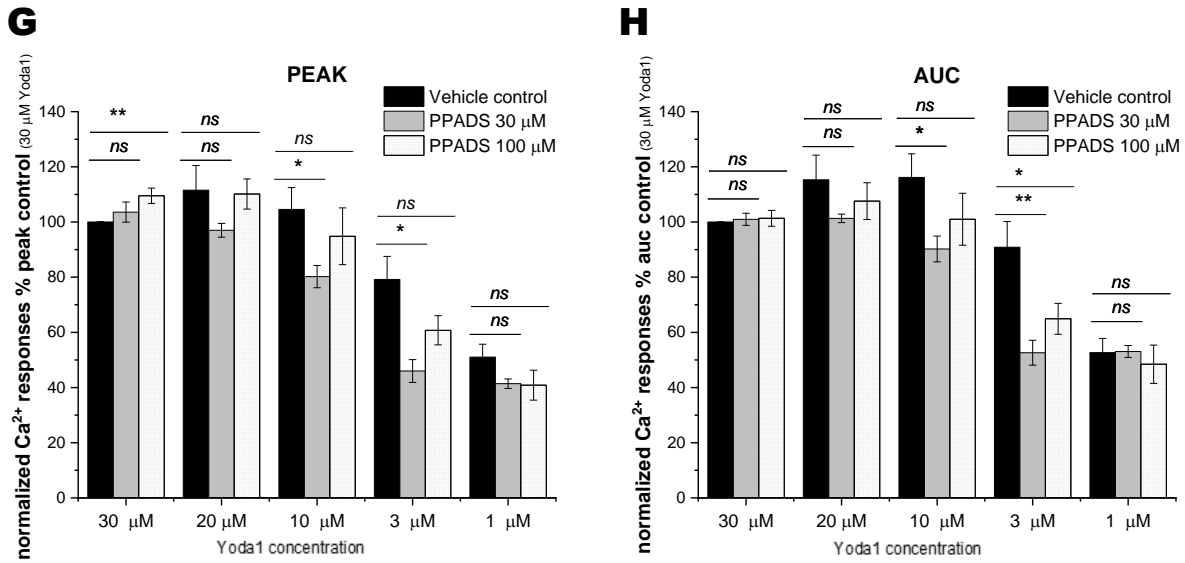 G
PEAK
Vehicle control
PPADS 30 µM
PPADS 100 µM
normalized Ca²⁺ responses % peak control (30 µM Yoda1)
140
120
100
80
60
40
20
0
**
ns
ns
ns
ns
*
ns
*
ns
ns
30 µM
20 µM
10 µM
3 µM
1 µM
Yoda1 concentration
H
AUC
Vehicle control
PPADS 30 µM
PPADS 100 µM
normalized Ca²⁺ responses % auc control (30 µM Yoda1)
140
120
100
80
60
40
20
0
ns
ns
ns
ns
ns
*
*
**
ns
ns
30 µM
20 µM
10 µM
3 µM
1 µM
Yoda1 concentration